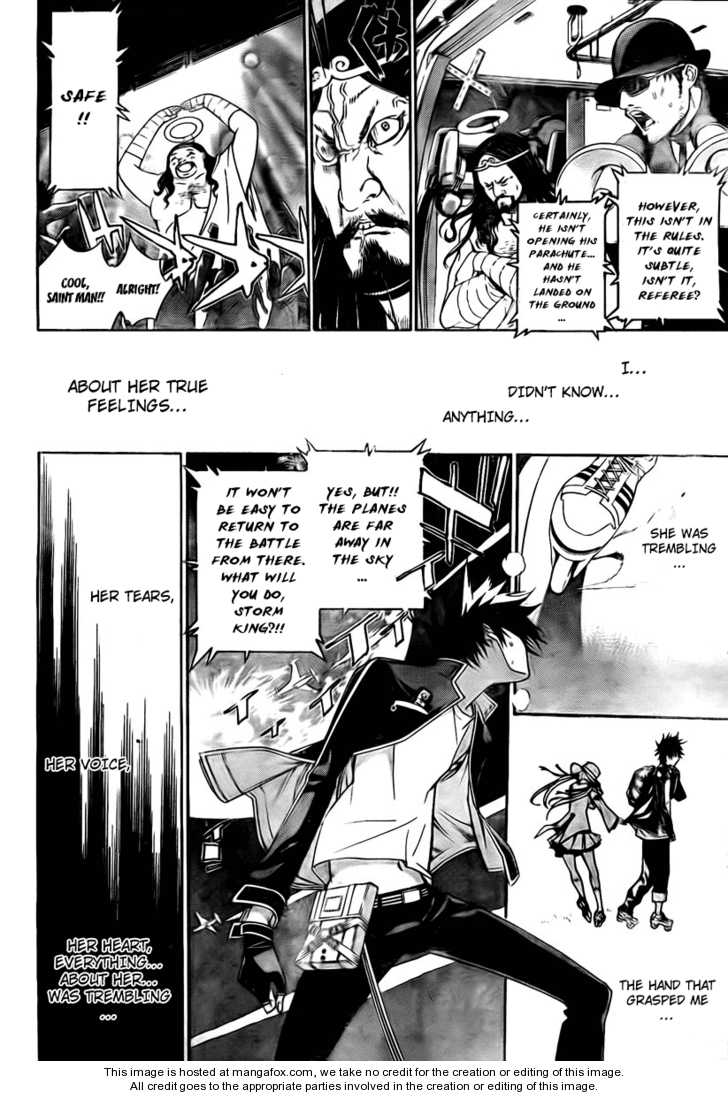 HOWEVER,
THIS ISN'T
IN THE
RULES.
IT'S QUITE
SUBTLE,
ISN'T IT,
REFEREE?
CERTAINLY,
HE ISN'T
OPENING HIS
PARACHUTE...
AND HE
HASN'T
LANDED ON
THE GROUND
...
休
SAFE
!!
COOL,
SAINT MAN!!
ALRIGHT!
I...
DIDN'T KNOW...
ANYTHING...
ABOUT HER TRUE
FEELINGS...
SHE WAS
TREMBLING
...
YES, BUT!!
THE PLANES
ARE FAR
AWAY IN
THE SKY
...
IT WON'T
BE EASY TO
RETURN TO
THE BATTLE
FROM THERE.
WHAT WILL
YOU DO,
STORM
KING?!!
THE HAND THAT
GRASPED ME
...
HER TEARS,
HER VOICE,
HER HEART,
EVERYTHING...
ABOUT HER...
WAS TREMBLING
...
This image is hosted at mangafox.com, we take no credit for the creation or editing of this image.
All credit goes to the appropriate parties involved in the creation or editing of this image.